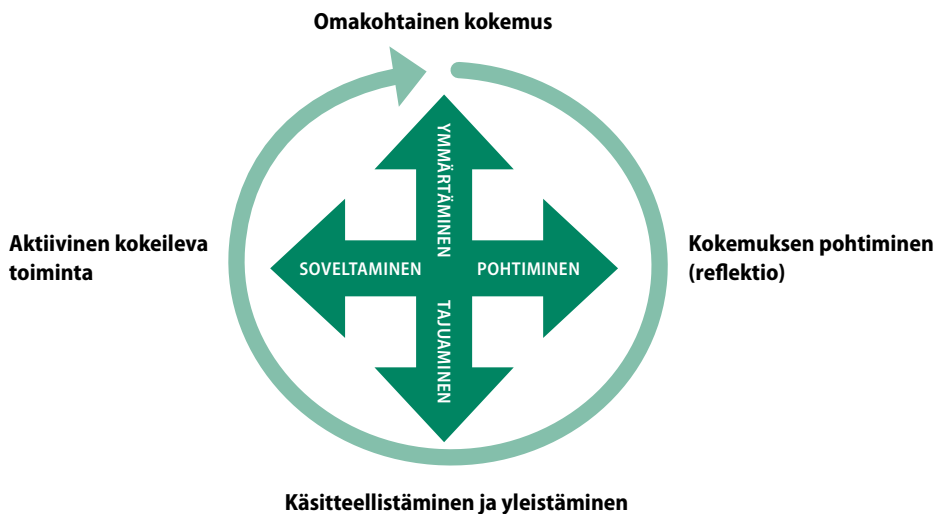 Omakohtainen kokemus
YMMÄRTÄMINEN
Aktiivinen kokeileva
toiminta
SOVELTAMINEN
POHTIMINEN
Kokemuksen pohtiminen
(reflektio)
TAJUAMINEN
Käsitteellistäminen ja yleistäminen